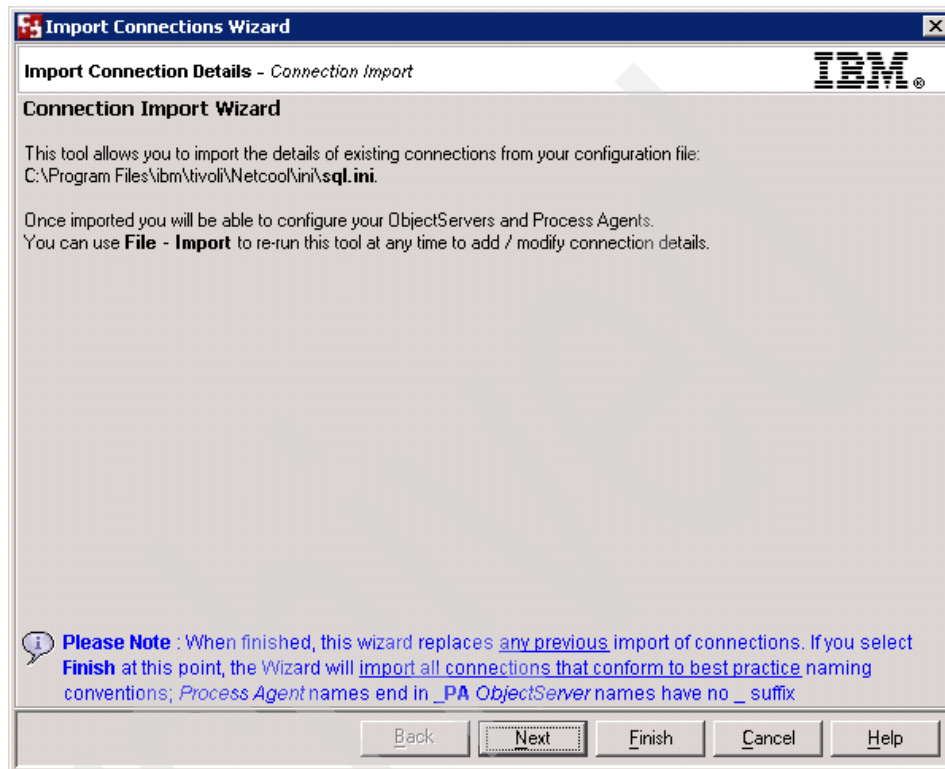 Import Connections Wizard
Import Connection Details - Connection Import
IBM®
Connection Import Wizard
This tool allows you to import the details of existing connections from your configuration file:
C:\Program Files\ibm\tivoli\Netcool\ini\sql.ini.
Once imported you will be able to configure your ObjectServers and Process Agents.
You can use File - Import to re-run this tool at any time to add / modify connection details.
Please Note : When finished, this wizard replaces any previous import of connections. If you select
Finish at this point, the Wizard will import all connections that conform to best practice naming
conventions; Process Agent names end in _PA ObjectServer names have no _ suffix
Back Next Finish Cancel Help